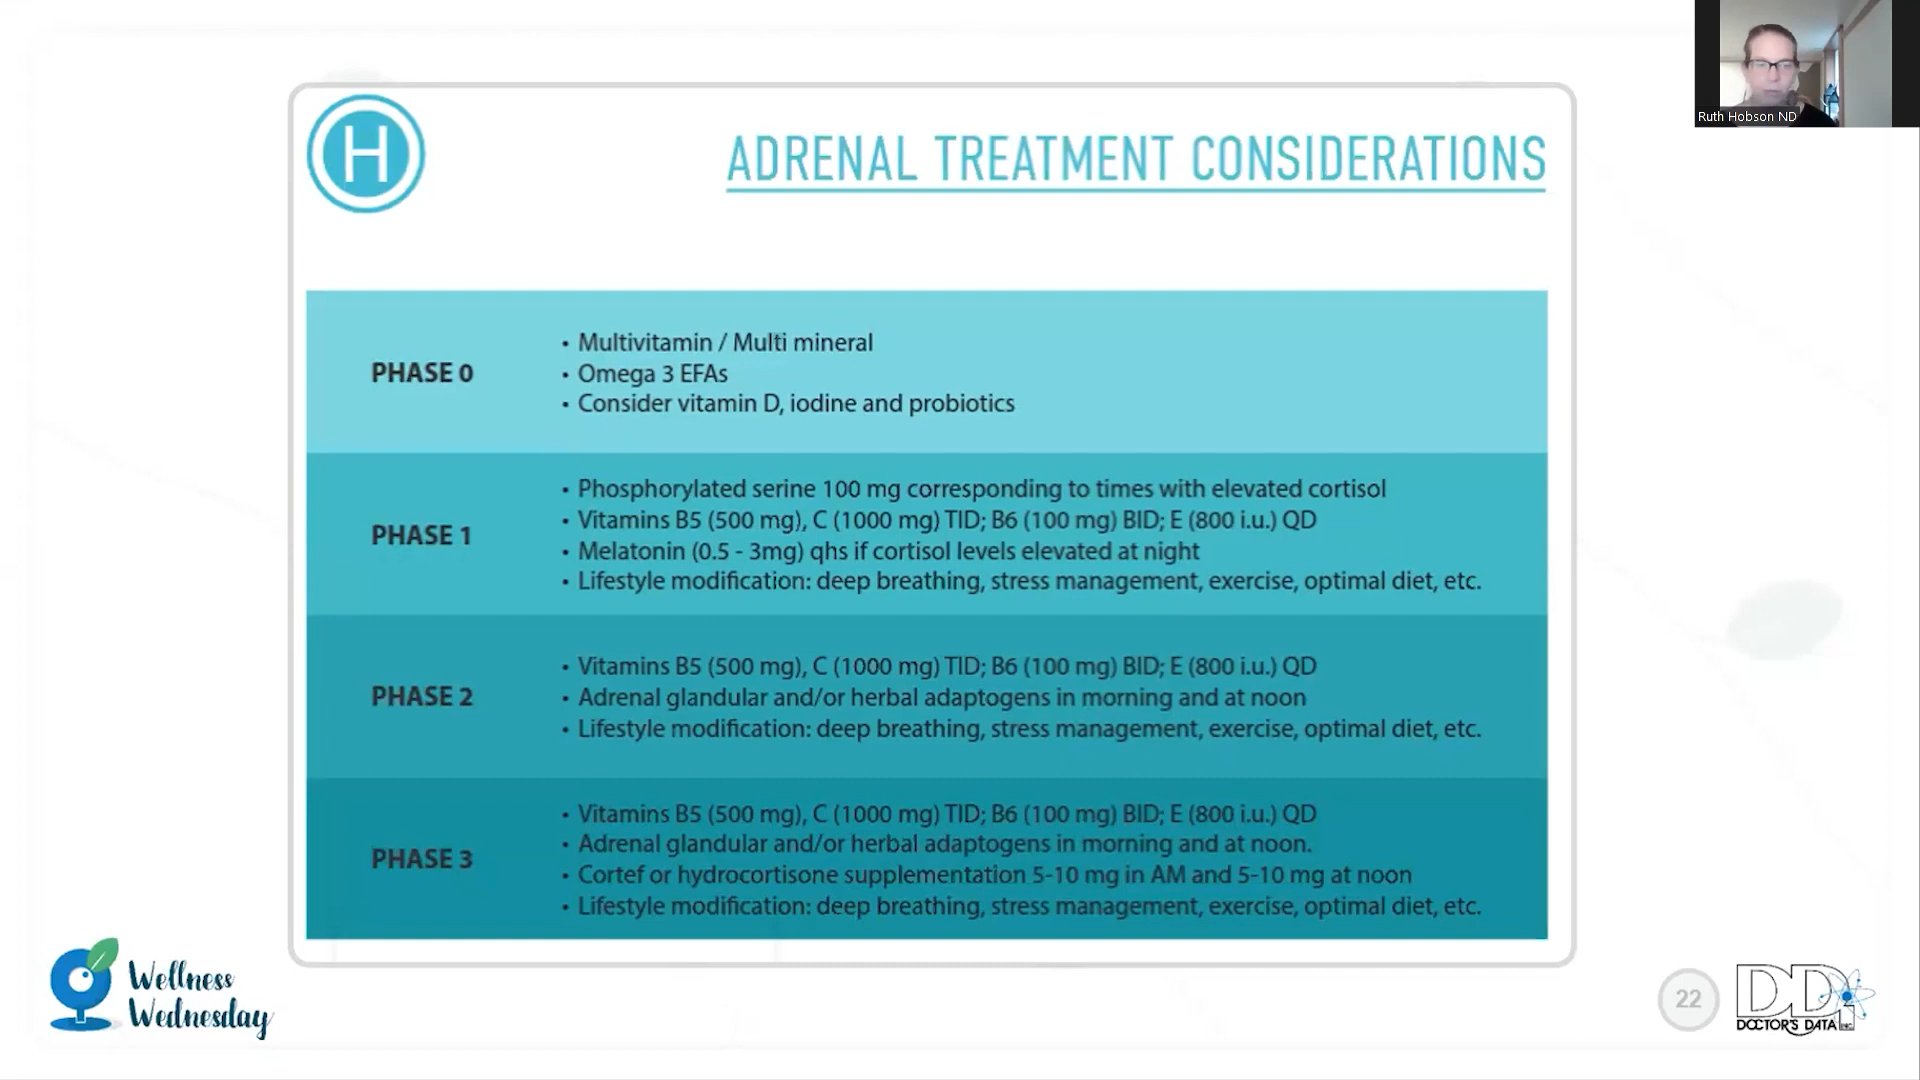 Ruth Hobson ND
H
ADRENAL TREATMENT CONSIDERATIONS
PHASE 0
• Multivitamin / Multi mineral
• Omega 3 EFAs
• Consider vitamin D, iodine and probiotics
PHASE 1
• Phosphorylated serine 100 mg corresponding to times with elevated cortisol
• Vitamins B5 (500 mg), C (1000 mg) TID; B6 (100 mg) BID; E (800 i.u.) QD
• Melatonin (0.5 - 3mg) qhs if cortisol levels elevated at night
• Lifestyle modification: deep breathing, stress management, exercise, optimal diet, etc.
PHASE 2
• Vitamins B5 (500 mg), C (1000 mg) TID; B6 (100 mg) BID; E (800 i.u.) QD
• Adrenal glandular and/or herbal adaptogens in morning and at noon
• Lifestyle modification: deep breathing, stress management, exercise, optimal diet, etc.
PHASE 3
• Vitamins B5 (500 mg), C (1000 mg) TID; B6 (100 mg) BID; E (800 i.u.) QD
• Adrenal glandular and/or herbal adaptogens in morning and at noon.
• Cortef or hydrocortisone supplementation 5-10 mg in AM and 5-10 mg at noon
• Lifestyle modification: deep breathing, stress management, exercise, optimal diet, etc.
Wellness
Wednesday
22
DDI
DOCTOR'S DATA